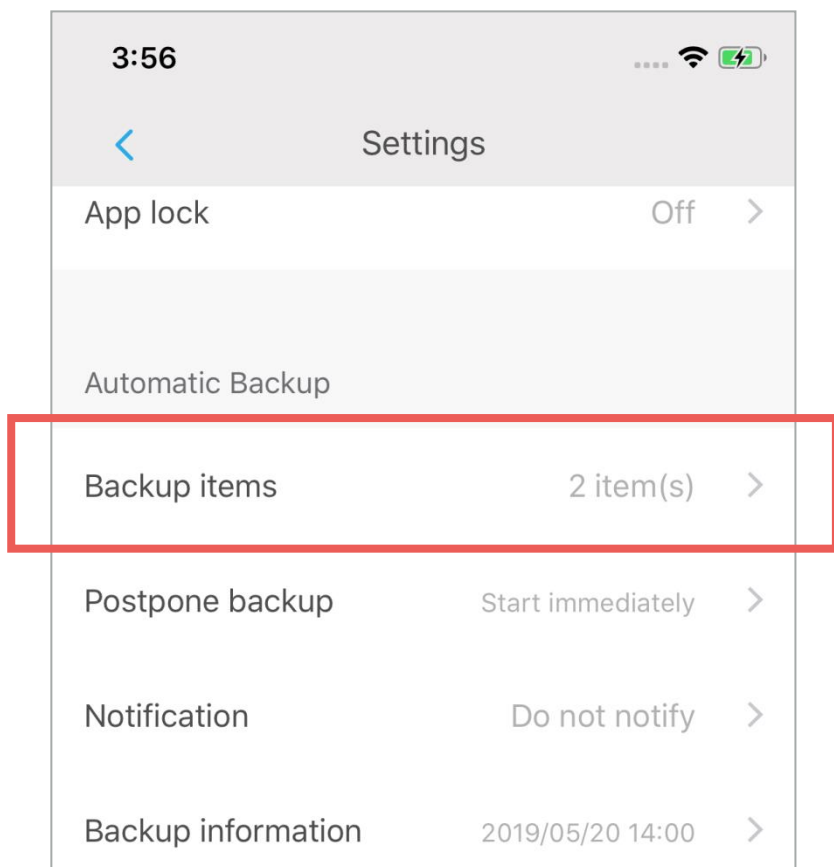 3:56
Settings
App lock Off
Automatic Backup
Backup items 2 item(s)
Postpone backup Start immediately
Notification Do not notify
Backup information 2019/05/20 14:00